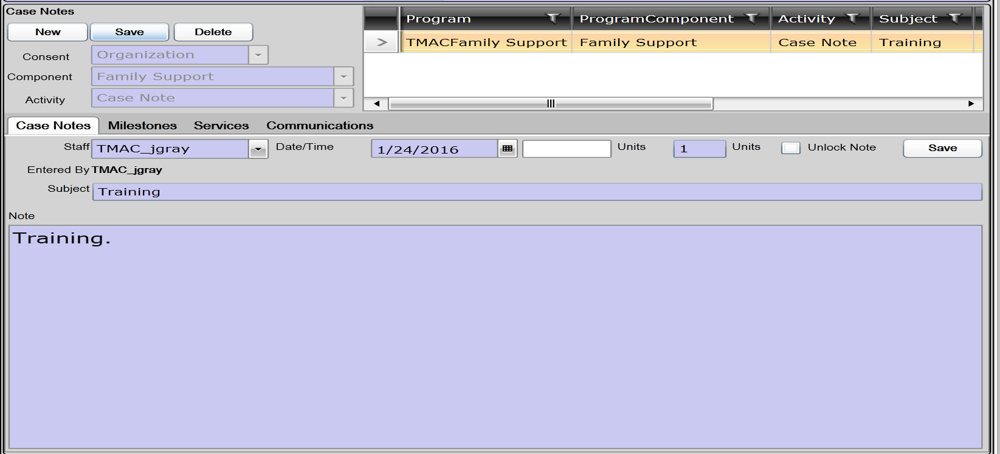 Case Notes
New Save Delete
Consent Organization
Component Family Support
Activity Case Note
Program ProgramComponent Activity Subject
TMACFamily Support Family Support Case Note Training
Case Notes Milestones Services Communications
Staff TMAC_jgray Date/Time 1/24/2016 Units 1 Units Unlock Note Save
Entered By TMAC_jgray
Subject Training
Note
Training.